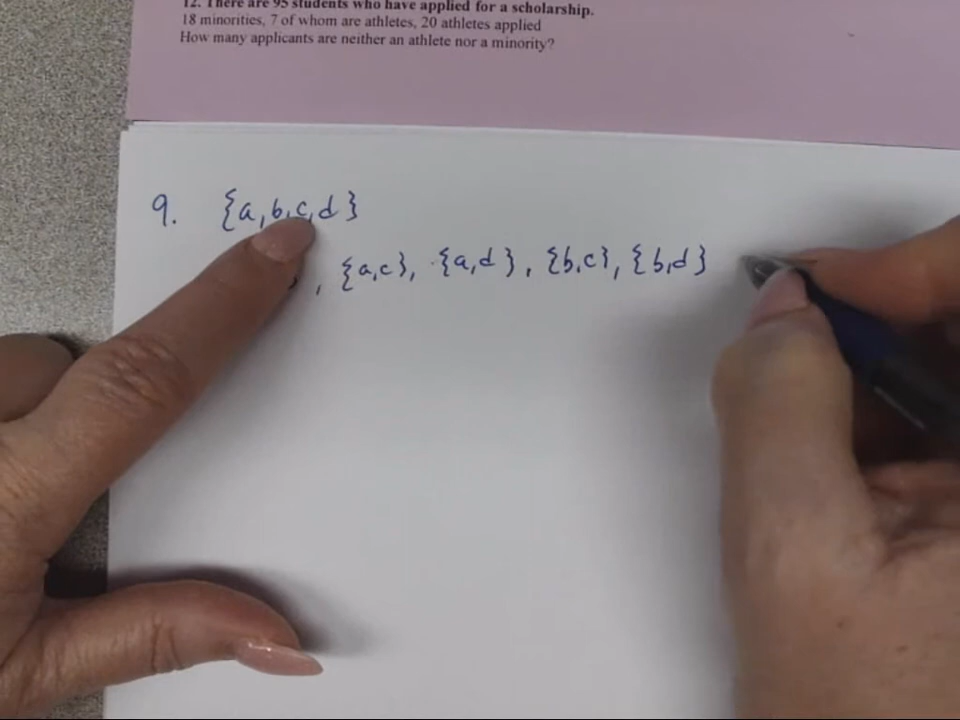 12. There are 95 students who have applied for a scholarship.
18 minorities, 7 of whom are athletes, 20 athletes applied
How many applicants are neither an athlete nor a minority?
9. {a,b,c,d}
, {a,c}, {a,d}, {b,c}, {b,d}